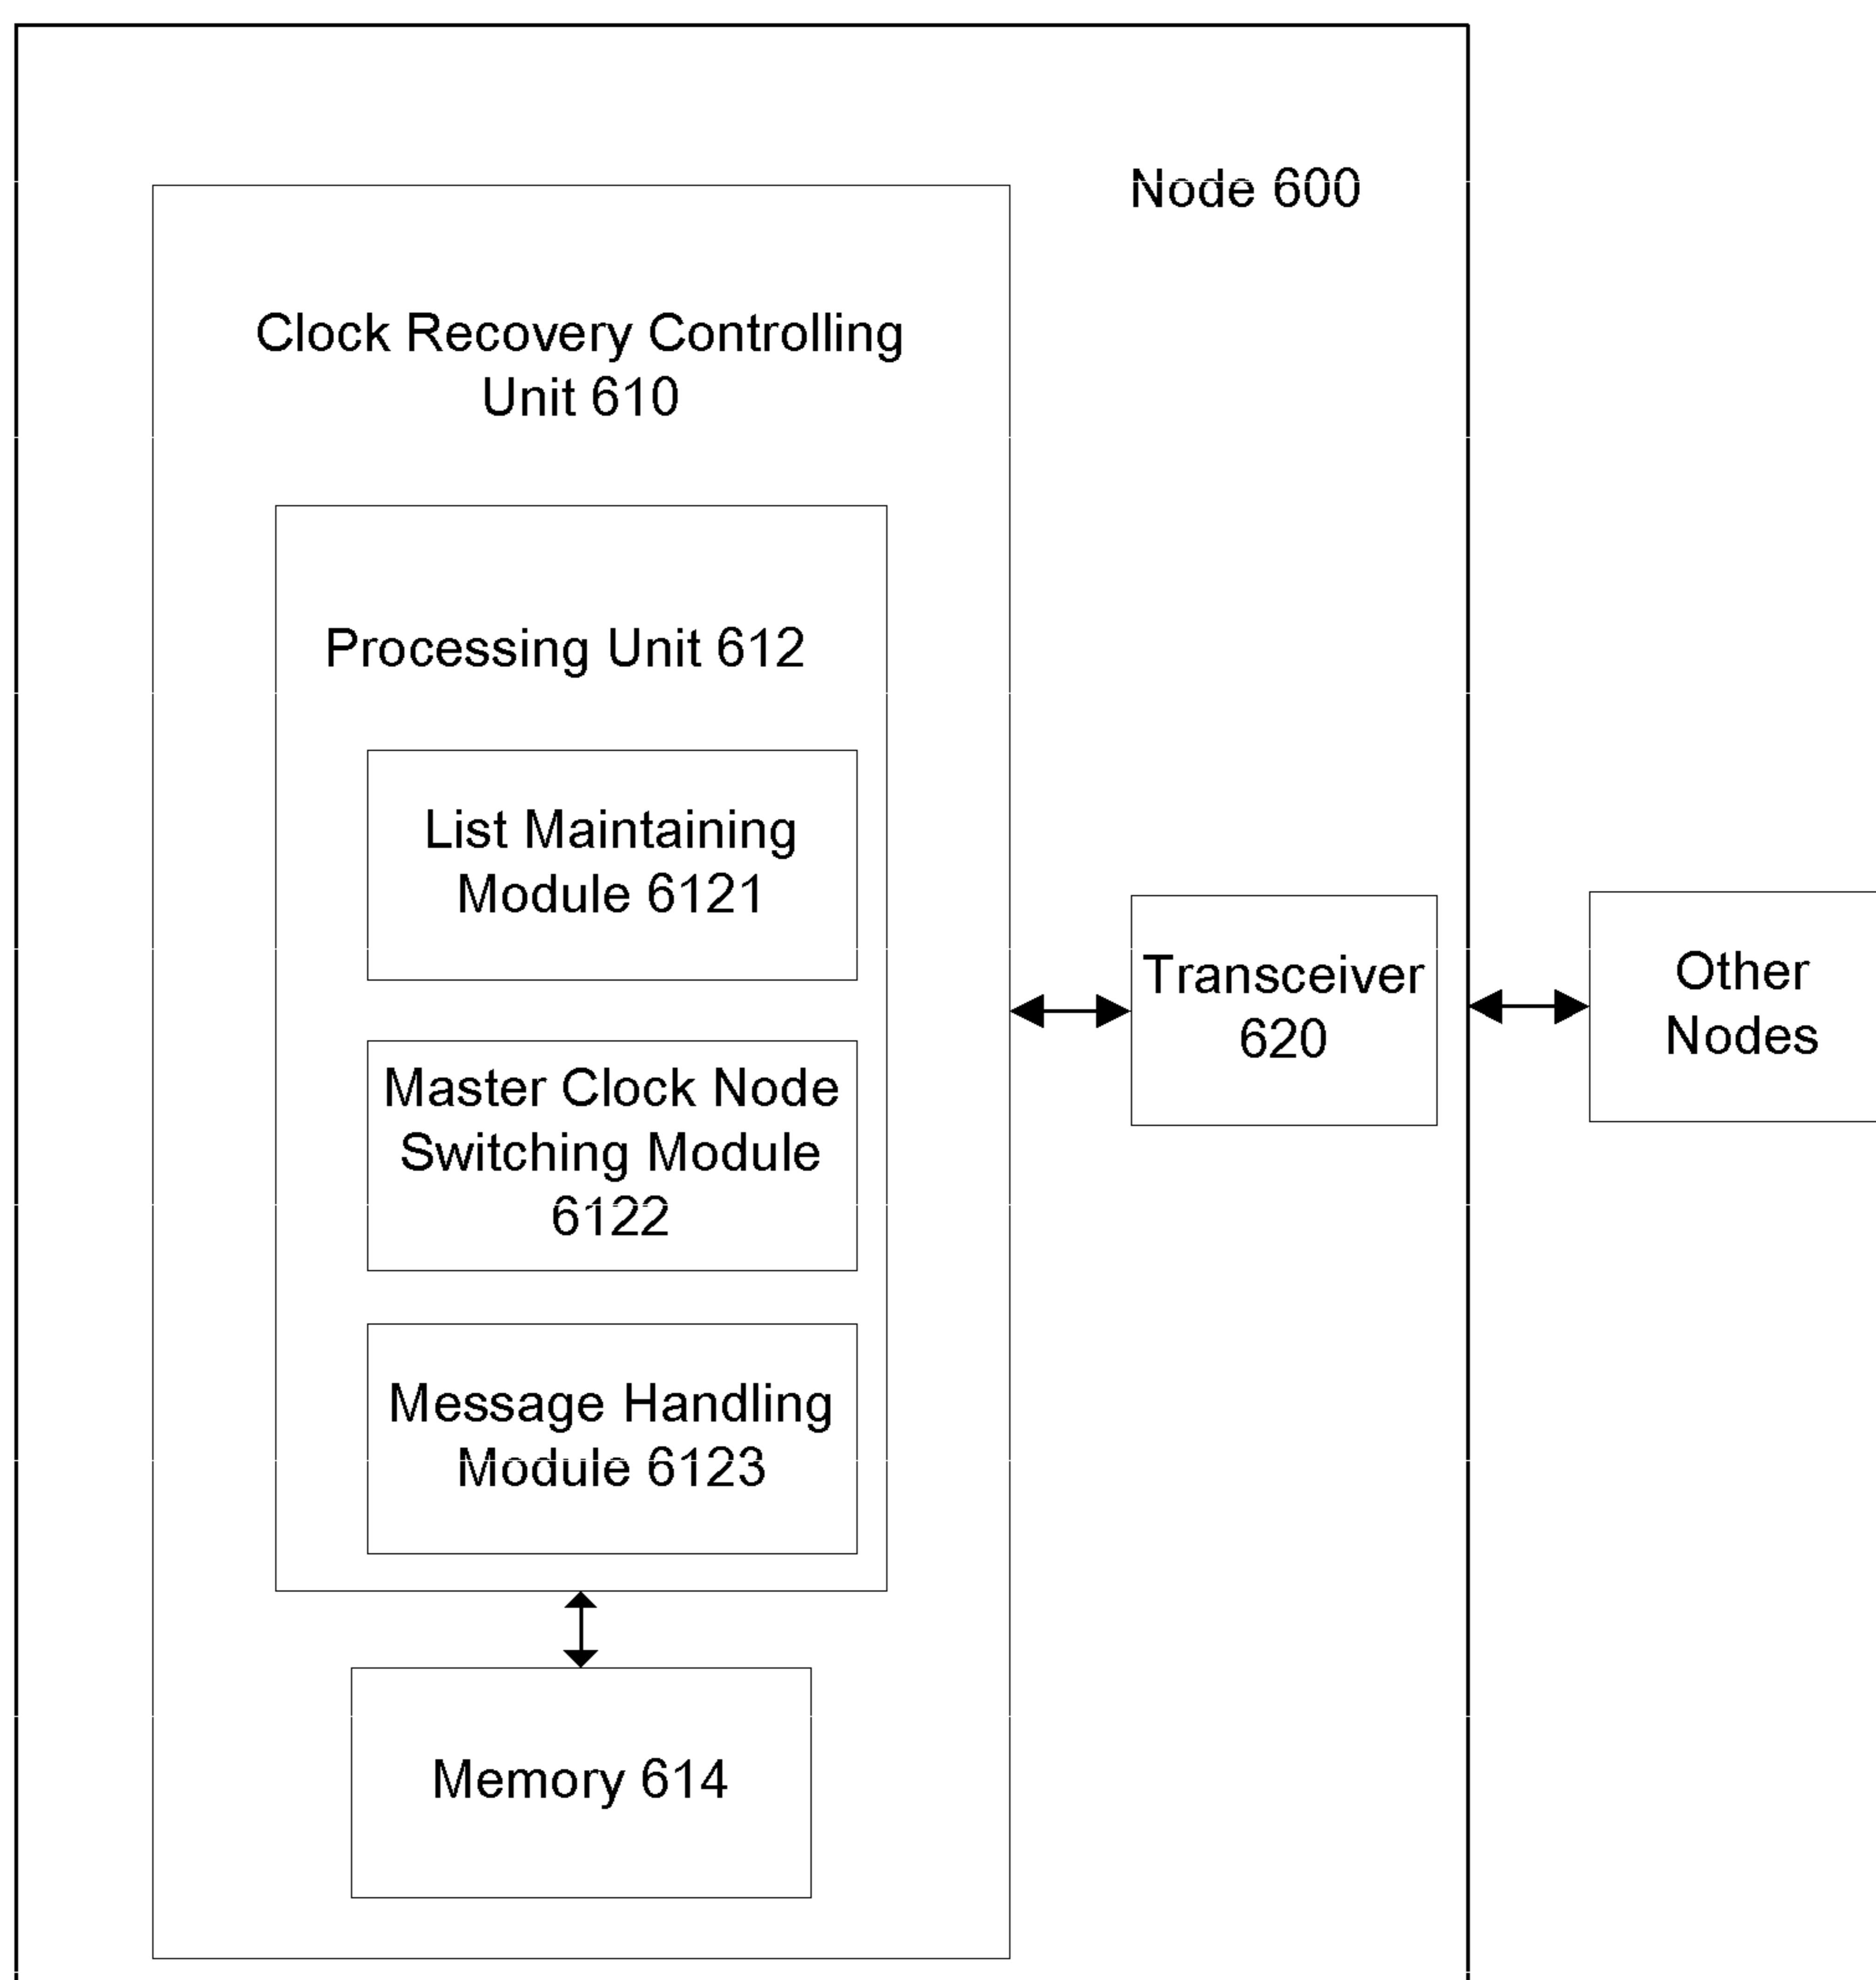 Node 600
Clock Recovery Controlling
Unit 610
Processing Unit 612
List Maintaining
Module 6121
Master Clock Node
Switching Module
6122
Message Handling
Module 6123
Memory 614
Transceiver
620
Other
Nodes